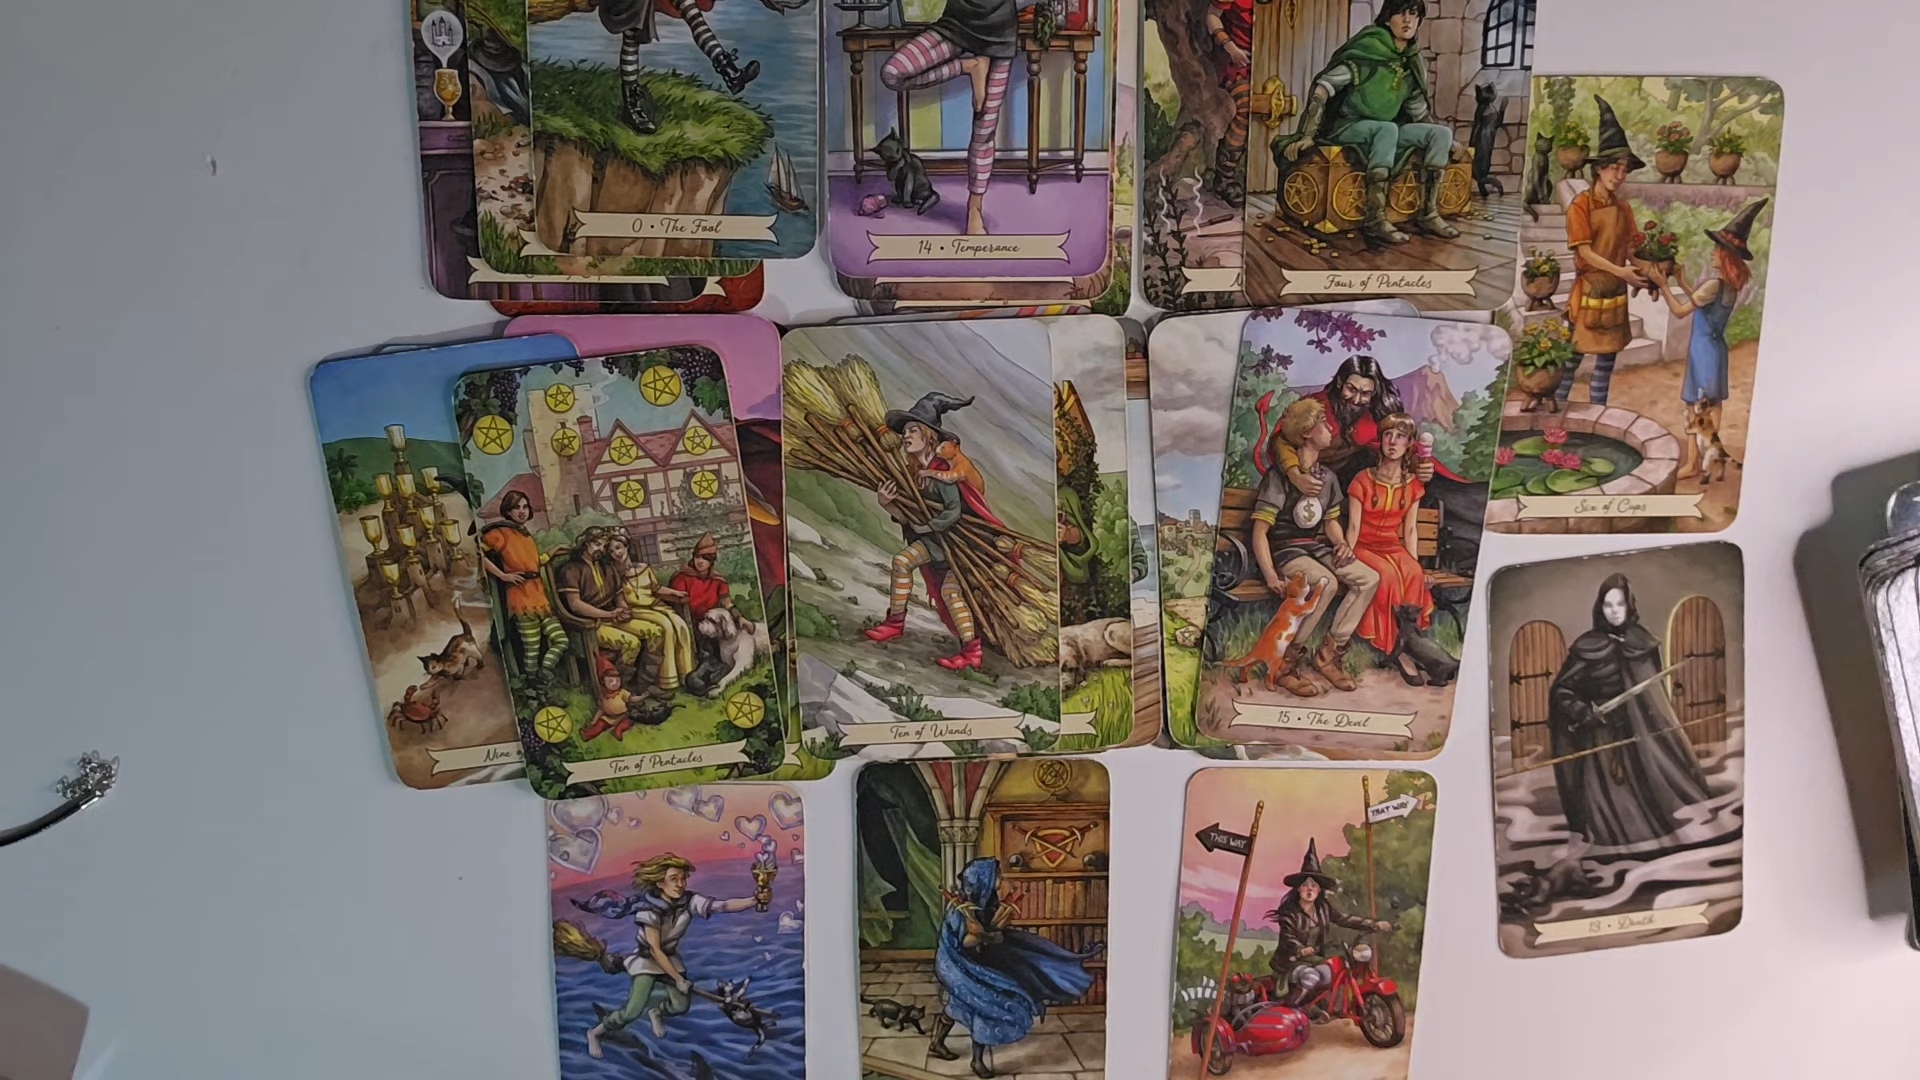 0 • The Fool
14 • Temperance
Four of Pentacles
Six of Cups
Nine
Ten of Pentacles
Ten of Wands
15 • The Devil
$
THIS WAY
THAT WAY
13 • Death